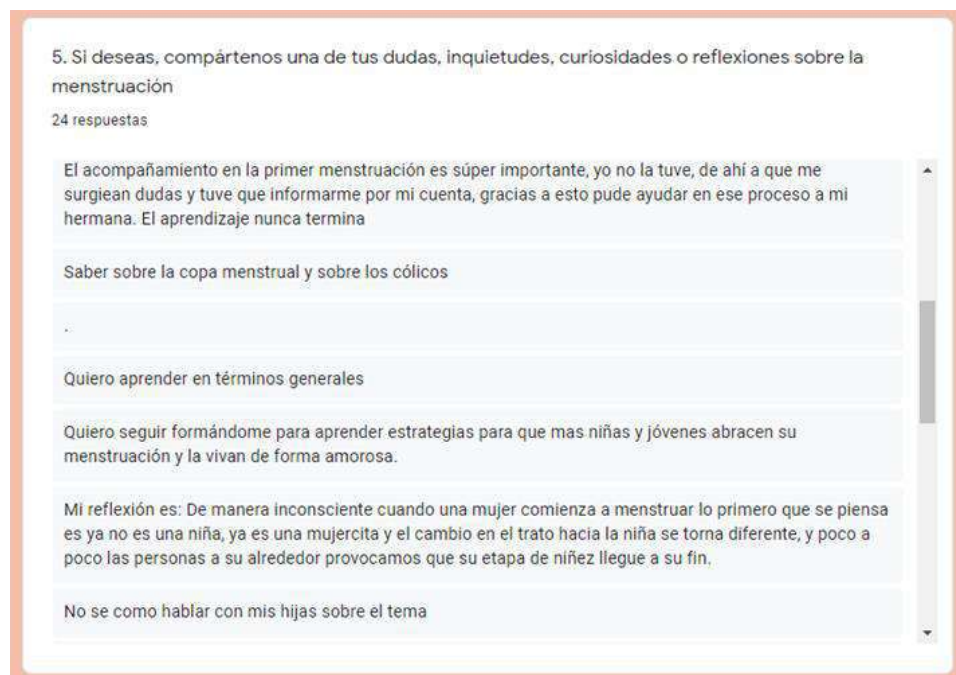 5. Si deseas, compártenos una de tus dudas, inquietudes, curiosidades o reflexiones sobre la
menstruación
24 respuestas
El acompañamiento en la primer menstruación es súper importante, yo no la tuve, de ahí a que me
surgiean dudas y tuve que informarme por mi cuenta, gracias a esto pude ayudar en ese proceso a mi
hermana. El aprendizaje nunca termina
Saber sobre la copa menstrual y sobre los cólicos
.
Quiero aprender en términos generales
Quiero seguir formándome para aprender estrategias para que mas niñas y jóvenes abracen su
menstruación y la vivan de forma amorosa.
Mi reflexión es: De manera inconsciente cuando una mujer comienza a menstruar lo primero que se piensa
es ya no es una niña, ya es una mujercita y el cambio en el trato hacia la niña se torna diferente, y poco a
poco las personas a su alrededor provocamos que su etapa de niñez llegue a su fin.
No se como hablar con mis hijas sobre el tema